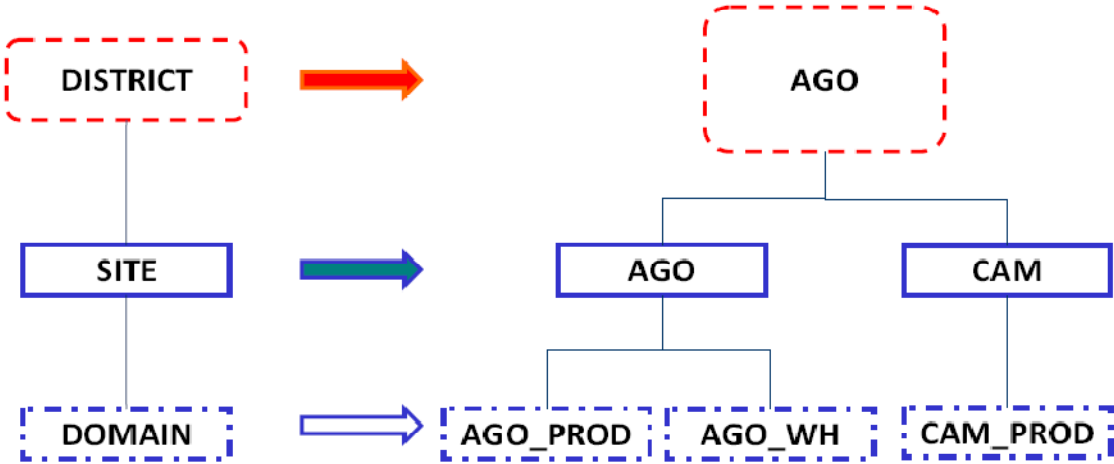 DISTRICT
AGO
SITE
AGO
CAM
DOMAIN
AGO_PROD
AGO_WH
CAM_PROD